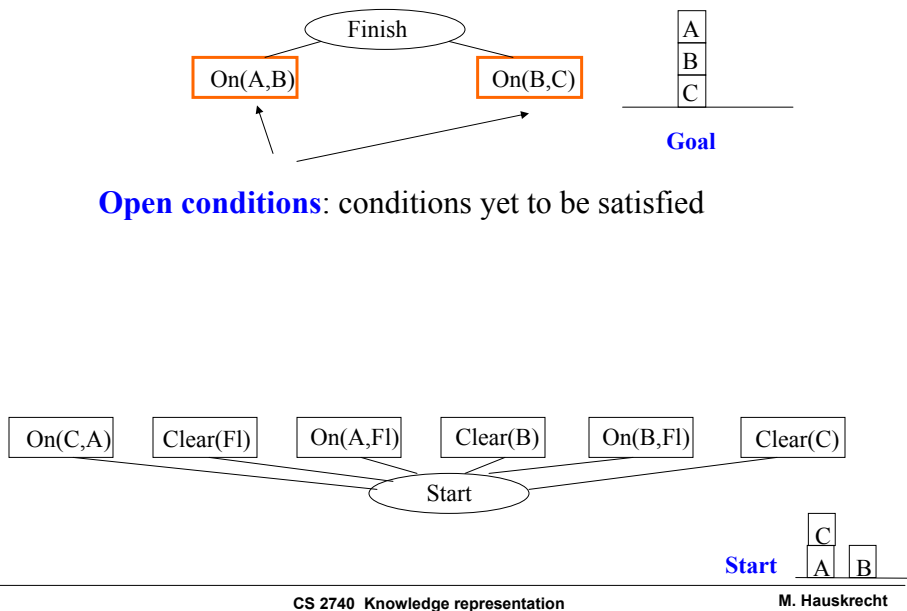 Finish
On(A,B)
On(B,C)
A
B
C
Goal
Open conditions: conditions yet to be satisfied
On(C,A) Clear(Fl) On(A,Fl) Clear(B) On(B,Fl) Clear(C)
Start
C
Start A B
CS 2740 Knowledge representation M. Hauskrecht